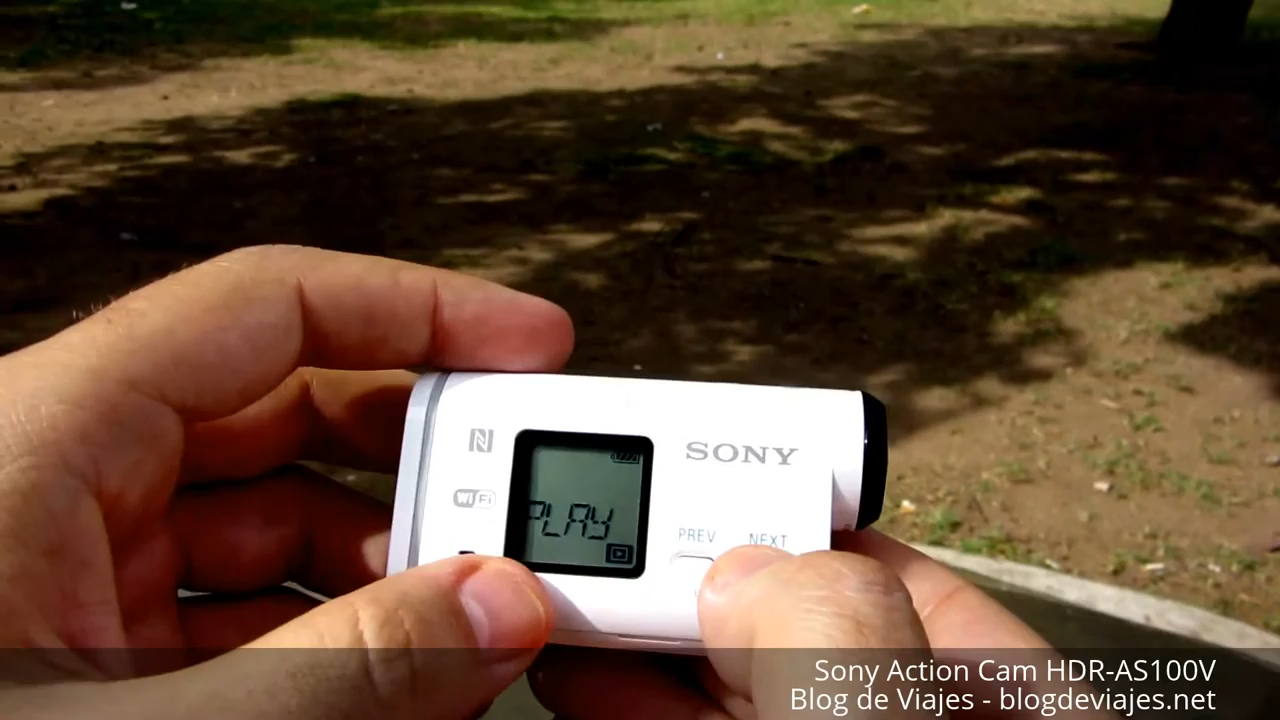 SONY
Wi Fi
PLAY
PREV NEXT
Sony Action Cam HDR-AS100V
Blog de Viajes - blogdeviajes.net